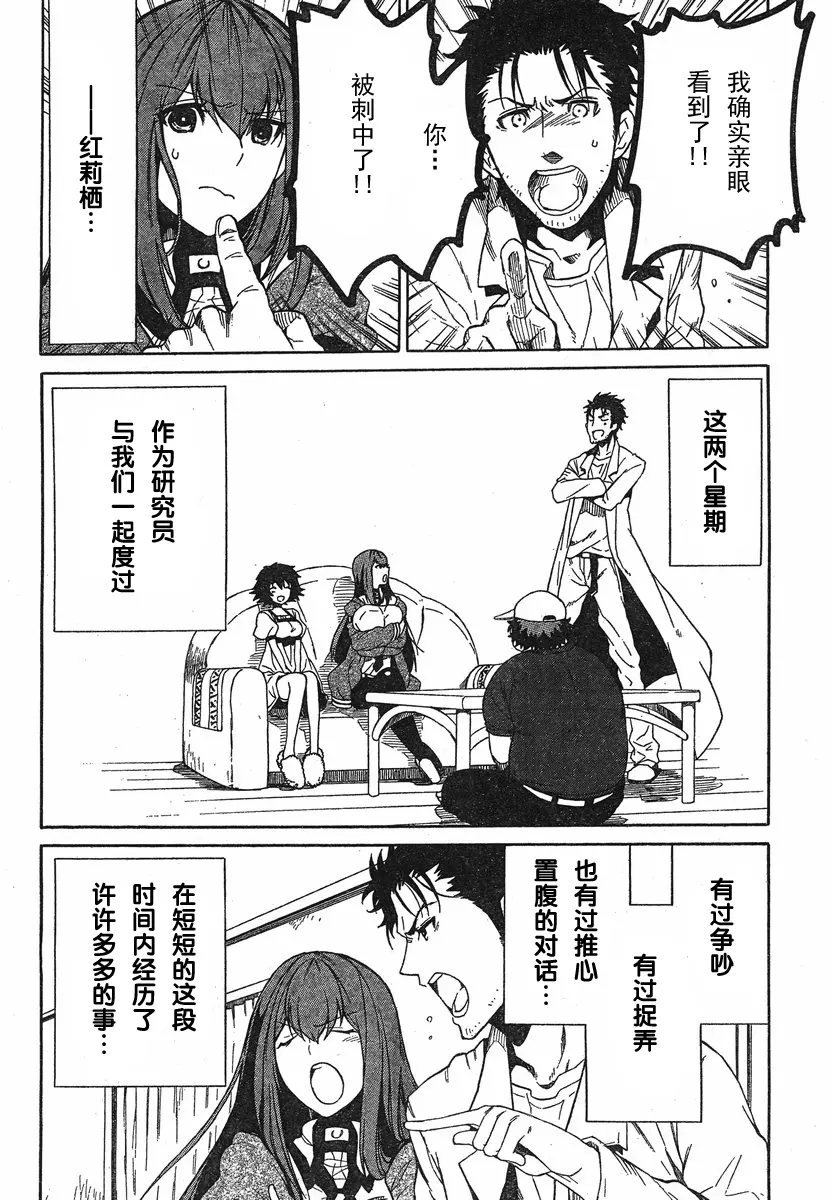 我确实亲眼
看到了!!
你…
被刺中了!!
——红莉栖…
这两个星期
作为研究员
与我们一起度过
有过争吵
有过捉弄
也有过推心
置腹的对话…
在短短的这段
时间内经历了
许许多多的事…